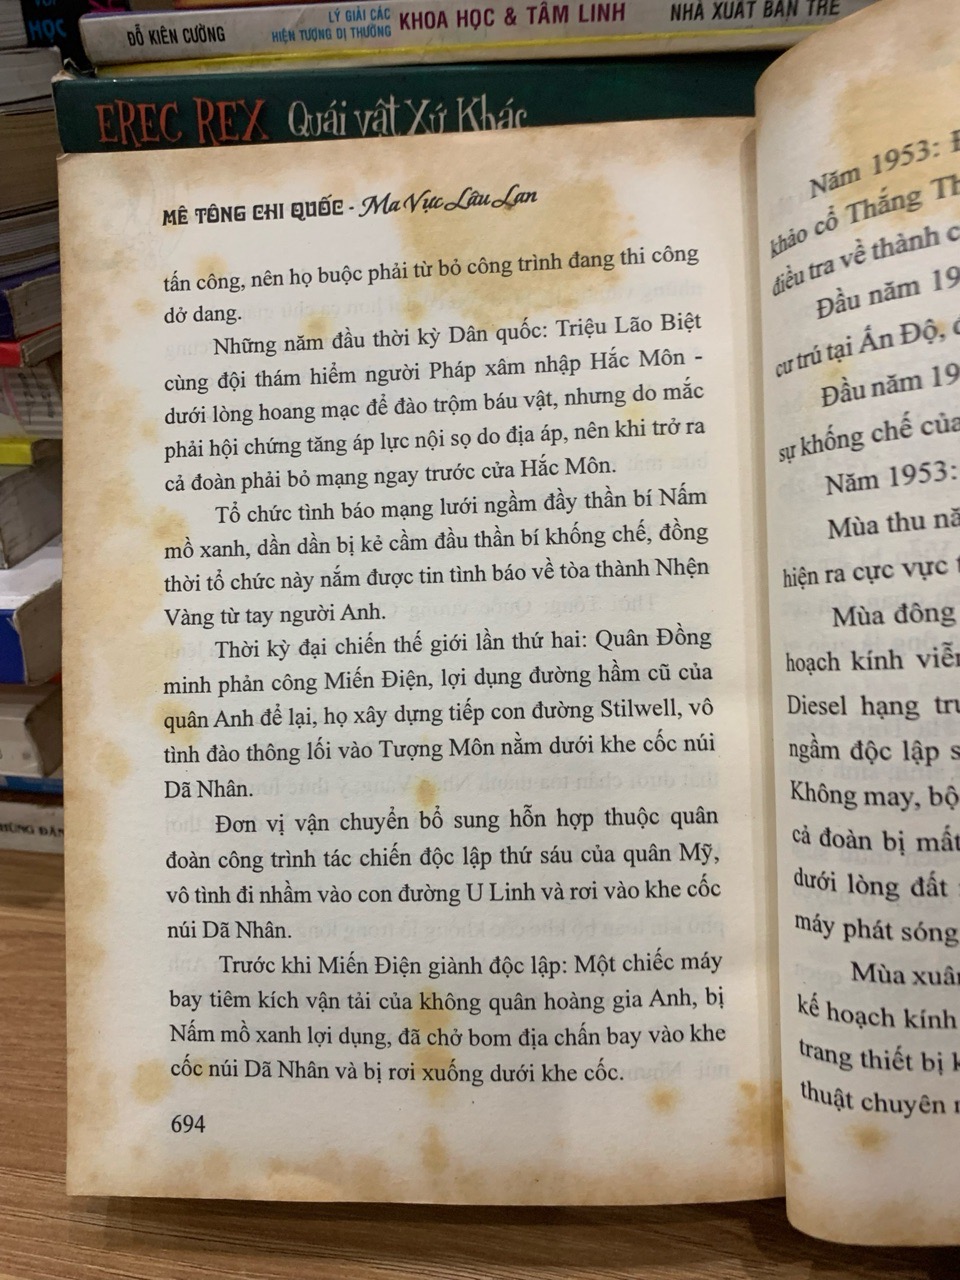 HỌC
ĐỖ KIÊN CƯỜNG
LÝ GIẢI CÁC
HIỆN TƯỢNG DỊ THƯỜNG
KHOA HỌC & TÂM LINH
NHÀ XUẤT BẢN TRẺ
EREC REX Quái vật Xứ Khác
MÊ TÔNG CHI QUỐC - Ma Vực Lâu Lan
tấn công, nên họ buộc phải từ bỏ công trình đang thi công
dở dang.
Những năm đầu thời kỳ Dân quốc: Triệu Lão Biệt
cùng đội thám hiểm người Pháp xâm nhập Hắc Môn -
dưới lòng hoang mạc để đào trộm báu vật, nhưng do mắc
phải hội chứng tăng áp lực nội sọ do địa áp, nên khi trở ra
cả đoàn phải bỏ mạng ngay trước cửa Hắc Môn.
Tổ chức tình báo mạng lưới ngầm đầy thần bí Nấm
mồ xanh, dần dần bị kẻ cầm đầu thần bí khống chế, đồng
thời tổ chức này nắm được tin tình báo về tòa thành Nhện
Vàng từ tay người Anh.
Thời kỳ đại chiến thế giới lần thứ hai: Quân Đồng
minh phản công Miến Điện, lợi dụng đường hầm cũ của
quân Anh để lại, họ xây dựng tiếp con đường Stilwell, vô
tình đào thông lối vào Tượng Môn nằm dưới khe cốc núi
Dã Nhân.
Đơn vị vận chuyển bổ sung hỗn hợp thuộc quân
đoàn công trình tác chiến độc lập thứ sáu của quân Mỹ,
vô tình đi nhầm vào con đường U Linh và rơi vào khe cốc
núi Dã Nhân.
Trước khi Miến Điện giành độc lập: Một chiếc máy
bay tiêm kích vận tải của không quân hoàng gia Anh, bị
Nấm mồ xanh lợi dụng, đã chở bom địa chấn bay vào khe
cốc núi Dã Nhân và bị rơi xuống dưới khe cốc.
694
Năm 1953:
khảo cổ Thắng
điều tra về thành
Đầu năm 19
cư trú tại Ấn Độ,
Đầu năm 19
sự khống chế của
Năm 1953:
Mùa thu
hiện ra cực vực
Mùa đông
hoạch kính
Diesel hạng
ngầm độc lập
Không may, bộ
cả đoàn bị mất
dưới lòng đất
máy phát sóng
Mùa
kế hoạch kính
trang thiết bị
thuật chuyên